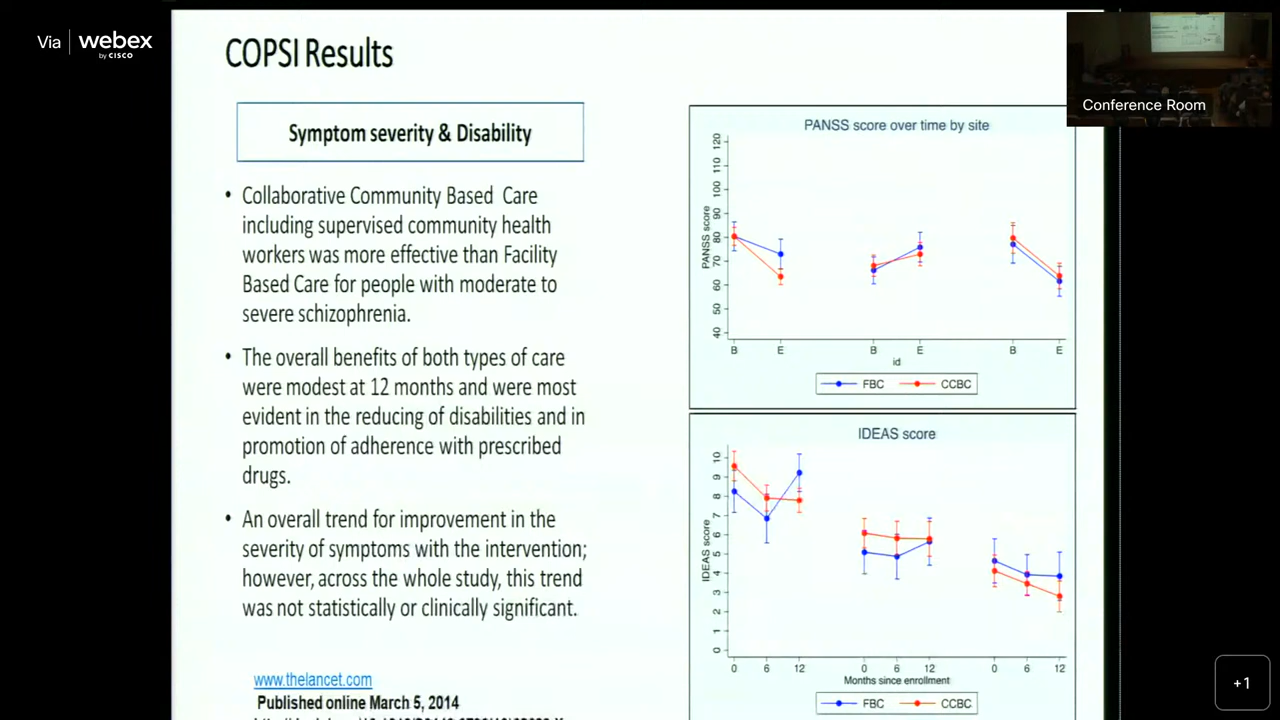 Via webex
by CISCO
COPSI Results
Conference Room
Symptom severity & Disability
• Collaborative Community Based Care
including supervised community health
workers was more effective than Facility
Based Care for people with moderate to
severe schizophrenia.
• The overall benefits of both types of care
were modest at 12 months and were most
evident in the reducing of disabilities and in
promotion of adherence with prescribed
drugs.
• An overall trend for improvement in the
severity of symptoms with the intervention;
however, across the whole study, this trend
was not statistically or clinically significant.
www.thelancet.com
Published online March 5, 2014
PANSS score over time by site
PANSS score
120
110
100
90
80
70
60
50
40
B E B E B E
id
FBC CCBC
IDEAS score
IDEAS score
10
9
8
7
6
5
4
3
2
1
0
0 6 12 0 6 12 0 6 12
Months since enrollment
FBC CCBC
+1